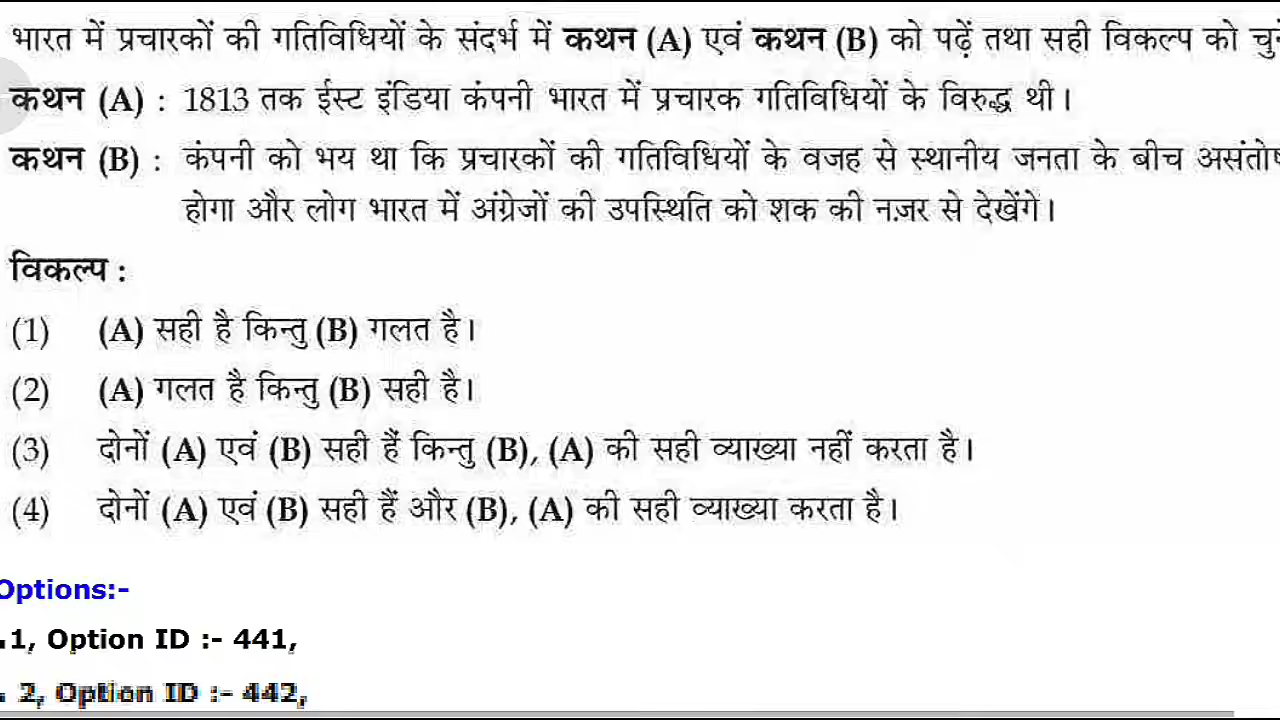 भारत में प्रचारकों की गतिविधियों के संदर्भ में कथन (A) एवं कथन (B) को पढ़ें तथा सही विकल्प को
कथन (A) : 1813 तक ईस्ट इंडिया कंपनी भारत में प्रचारक गतिविधियों के विरुद्ध थी।
कथन (B) : कंपनी को भय था कि प्रचारकों की गतिविधियों के वजह से स्थानीय जनता के बीच
होगा और लोग भारत में अंग्रेजों की उपस्थिति को शक की नज़र से देखेंगे।
विकल्प :
(1) (A) सही है किन्तु (B) गलत है।
(2) (A) गलत है किन्तु (B) सही है।
(3) दोनों (A) एवं (B) सही हैं किन्तु (B), (A) की सही व्याख्या नहीं करता है।
(4) दोनों (A) एवं (B) सही हैं और (B), (A) की सही व्याख्या करता है।
Options:-
.1, Option ID :- 441,
. 2, Option ID :- 442,